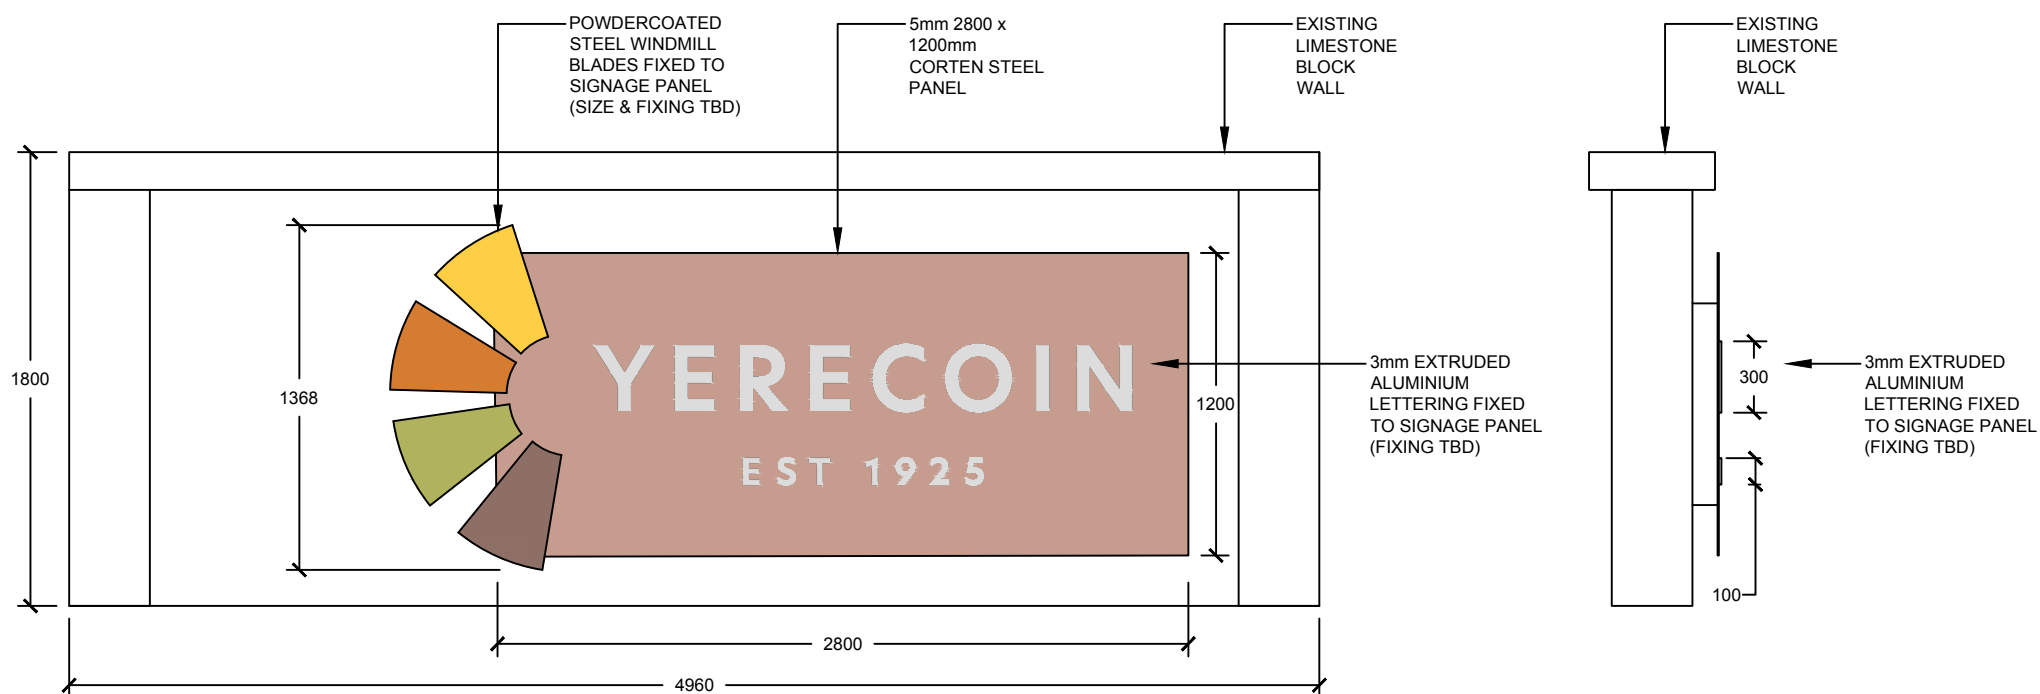 POWDERCOATED
STEEL WINDMILL
BLADES FIXED TO
SIGNAGE PANEL
(SIZE & FIXING TBD)
5mm 2800 x
1200mm
CORTEN STEEL
PANEL
EXISTING
LIMESTONE
BLOCK
WALL
EXISTING
LIMESTONE
BLOCK
WALL
1800
1368
YERECOIN
EST 1925
1200
3mm EXTRUDED
ALUMINIUM
LETTERING FIXED
TO SIGNAGE PANEL
(FIXING TBD)
300
3mm EXTRUDED
ALUMINIUM
LETTERING FIXED
TO SIGNAGE PANEL
(FIXING TBD)
100
2800
4960